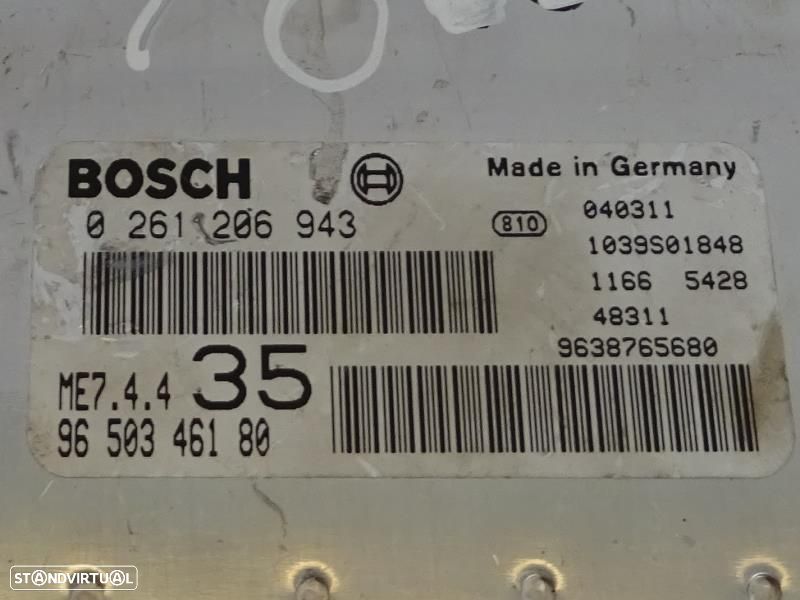 BOSCH
Made in Germany
0 261 206 943
810
040311
1039S01848
1166 5428
48311
9638765680
ME7.4.4 35
96 503 461 80
STANDVIRTUAL